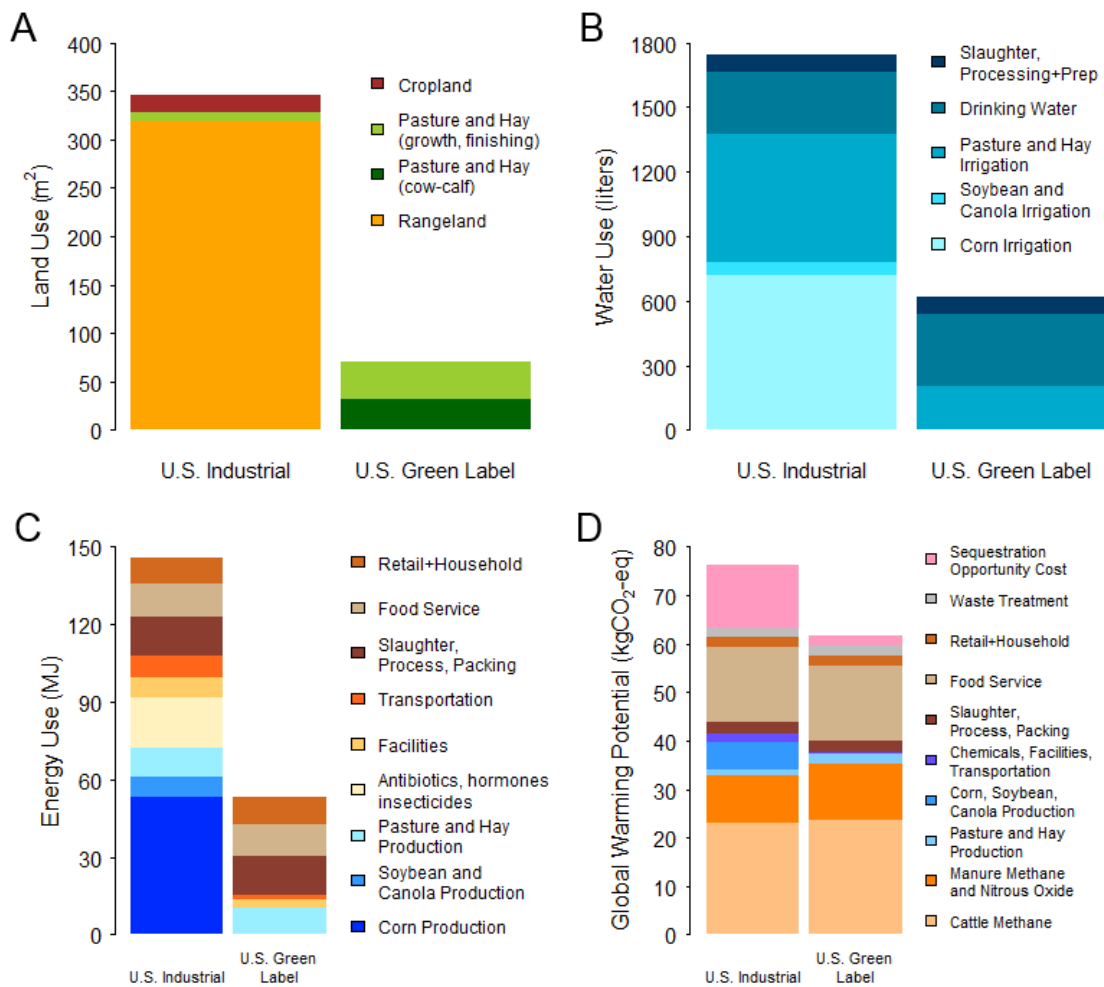 A
Land Use (m2)
400
350
300
250
200
150
100
50
0
Cropland
Pasture and Hay
(growth, finishing)
Pasture and Hay
(cow-calf)
Rangeland
U.S. Industrial
U.S. Green Label
B
Water Use (liters)
1800
1500
1200
900
600
300
0
Slaughter,
Processing+Prep
Drinking Water
Pasture and Hay
Irrigation
Soybean and
Canola Irrigation
Corn Irrigation
U.S. Industrial
U.S. Green Label
C
Energy Use (MJ)
150
120
90
60
30
0
Retail+Household
Food Service
Slaughter,
Process, Packing
Transportation
Facilities
Antibiotics, hormones
insecticides
Pasture and Hay
Production
Soybean and
Canola Production
Corn Production
U.S. Industrial
U.S. Green
Label
D
Global Warming Potential (kgCO2-eq)
80
70
60
50
40
30
20
10
0
Sequestration
Opportunity Cost
Waste Treatment
Retail+Household
Food Service
Slaughter,
Process, Packing
Chemicals, Facilities,
Transportation
Corn, Soybean,
Canola Production
Pasture and Hay
Production
Manure Methane
and Nitrous Oxide
Cattle Methane
U.S. Industrial
U.S. Green
Label